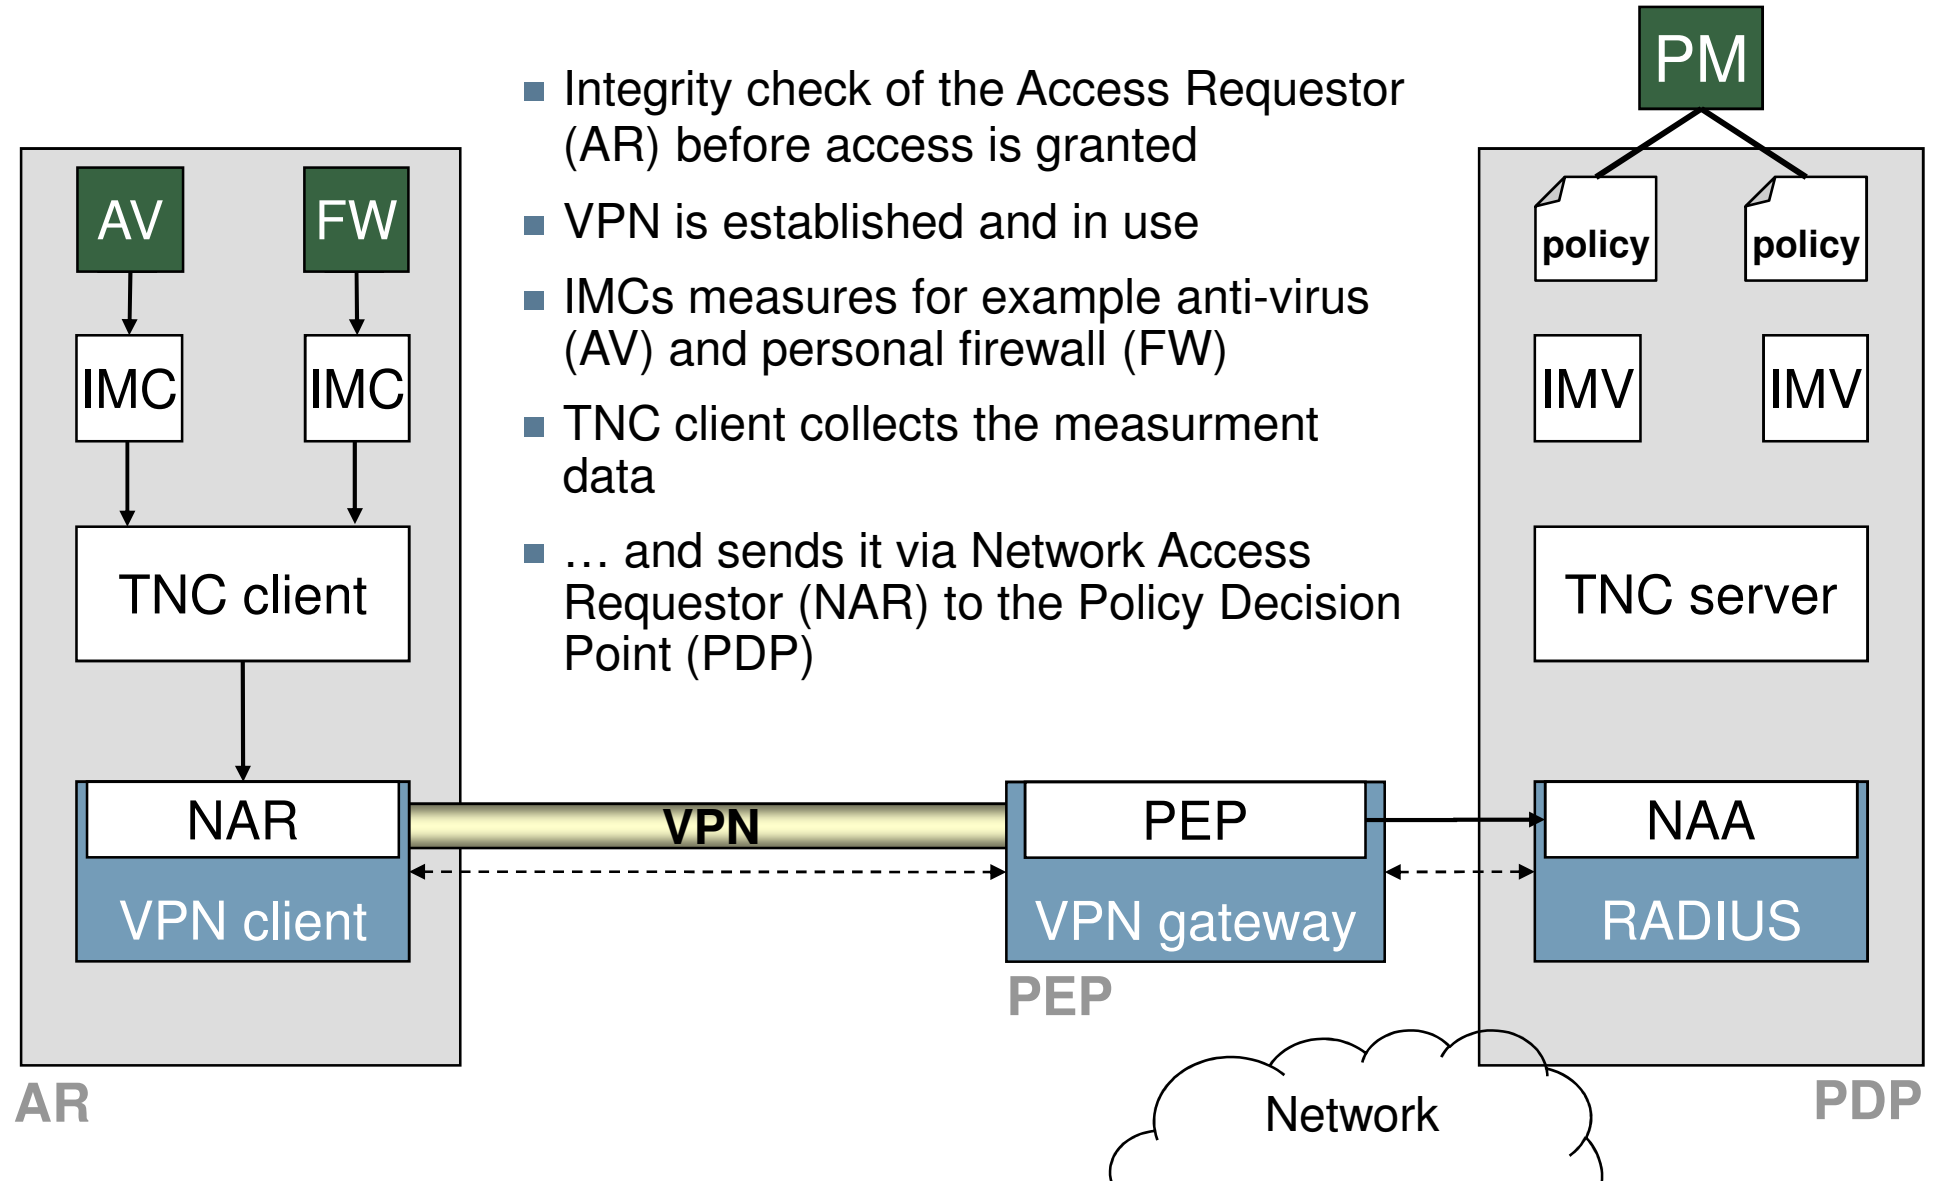 PM
Integrity check of the Access Requestor
(AR) before access is granted
VPN is established and in use
IMCs measures for example anti-virus
(AV) and personal firewall (FW)
TNC client collects the measurment
data
… and sends it via Network Access
Requestor (NAR) to the Policy Decision
Point (PDP)
AV
FW
IMC
IMC
TNC client
NAR
VPN client
AR
VPN
PEP
VPN gateway
PEP
policy
policy
IMV
IMV
TNC server
NAA
RADIUS
PDP
Network